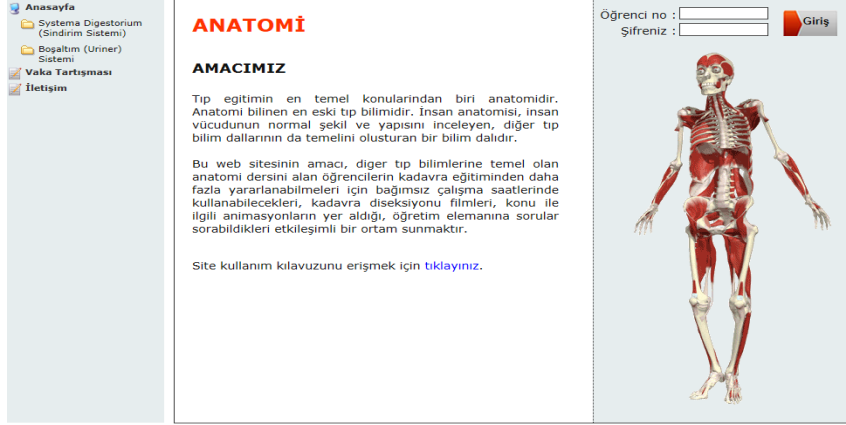 Anasayfa
Systema Digestorium
(Sindirim Sistemi)
Boşaltım (Uriner)
Sistemi
Vaka Tartışması
İletişim
ANATOMİ
AMACIMIZ
Tıp egitimin en temel konularindan biri anatomidir.
Anatomi bilinen en eski tıp bilimidir. İnsan anatomisi, insan
vücudunun normal şekil ve yapısını inceleyen, diğer tıp
bilim dallarının da temelini olusturan bir bilim dalıdır.
Bu web sitesinin amacı, diger tıp bilimlerine temel olan
anatomi dersini alan öğrencilerin kadavra eğitiminden daha
fazla yararlanabilmeleri için bağımsız çalışma saatlerinde
kullanabilecekleri, kadavra diseksiyonu filmleri, konu ile
ilgili animasyonların yer aldığı, öğretim elemanına sorular
sorabildikleri etkileşimli bir ortam sunmaktır.
Site kullanım kılavuzunu erişmek için tıklayınız.
Öğrenci no :
Şifreniz :
Giriş